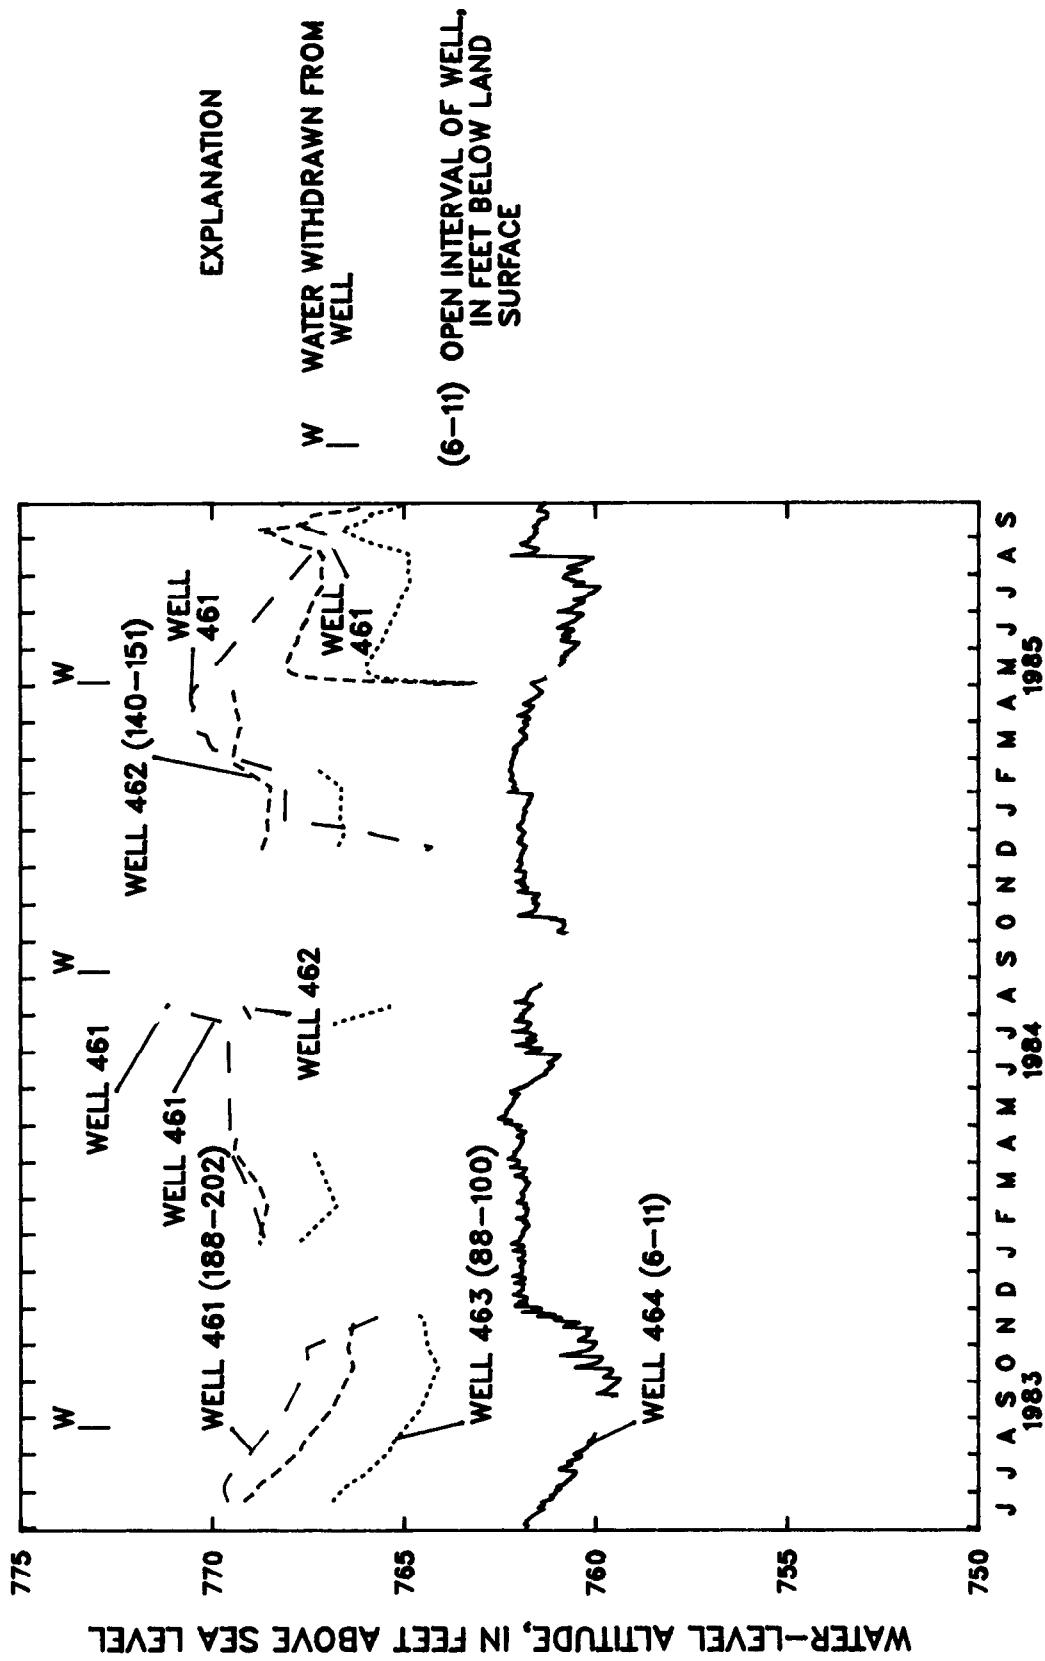 WATER-LEVEL ALTITUDE, IN FEET ABOVE SEA LEVEL
775
770
765
760
755
750
W
W
W
WELL 461 (188-202)
WELL 461
WELL 461
WELL 462
WELL 462 (140-151)
WELL
461
WELL
461
WELL 463 (88-100)
WELL 464 (6-11)
J J A S O N D J F M A M J J A S O N D J F M A M J J A S
1983 1984 1985
EXPLANATION
W WATER WITHDRAWN FROM
WELL
(6-11) OPEN INTERVAL OF WELL,
IN FEET BELOW LAND
SURFACE